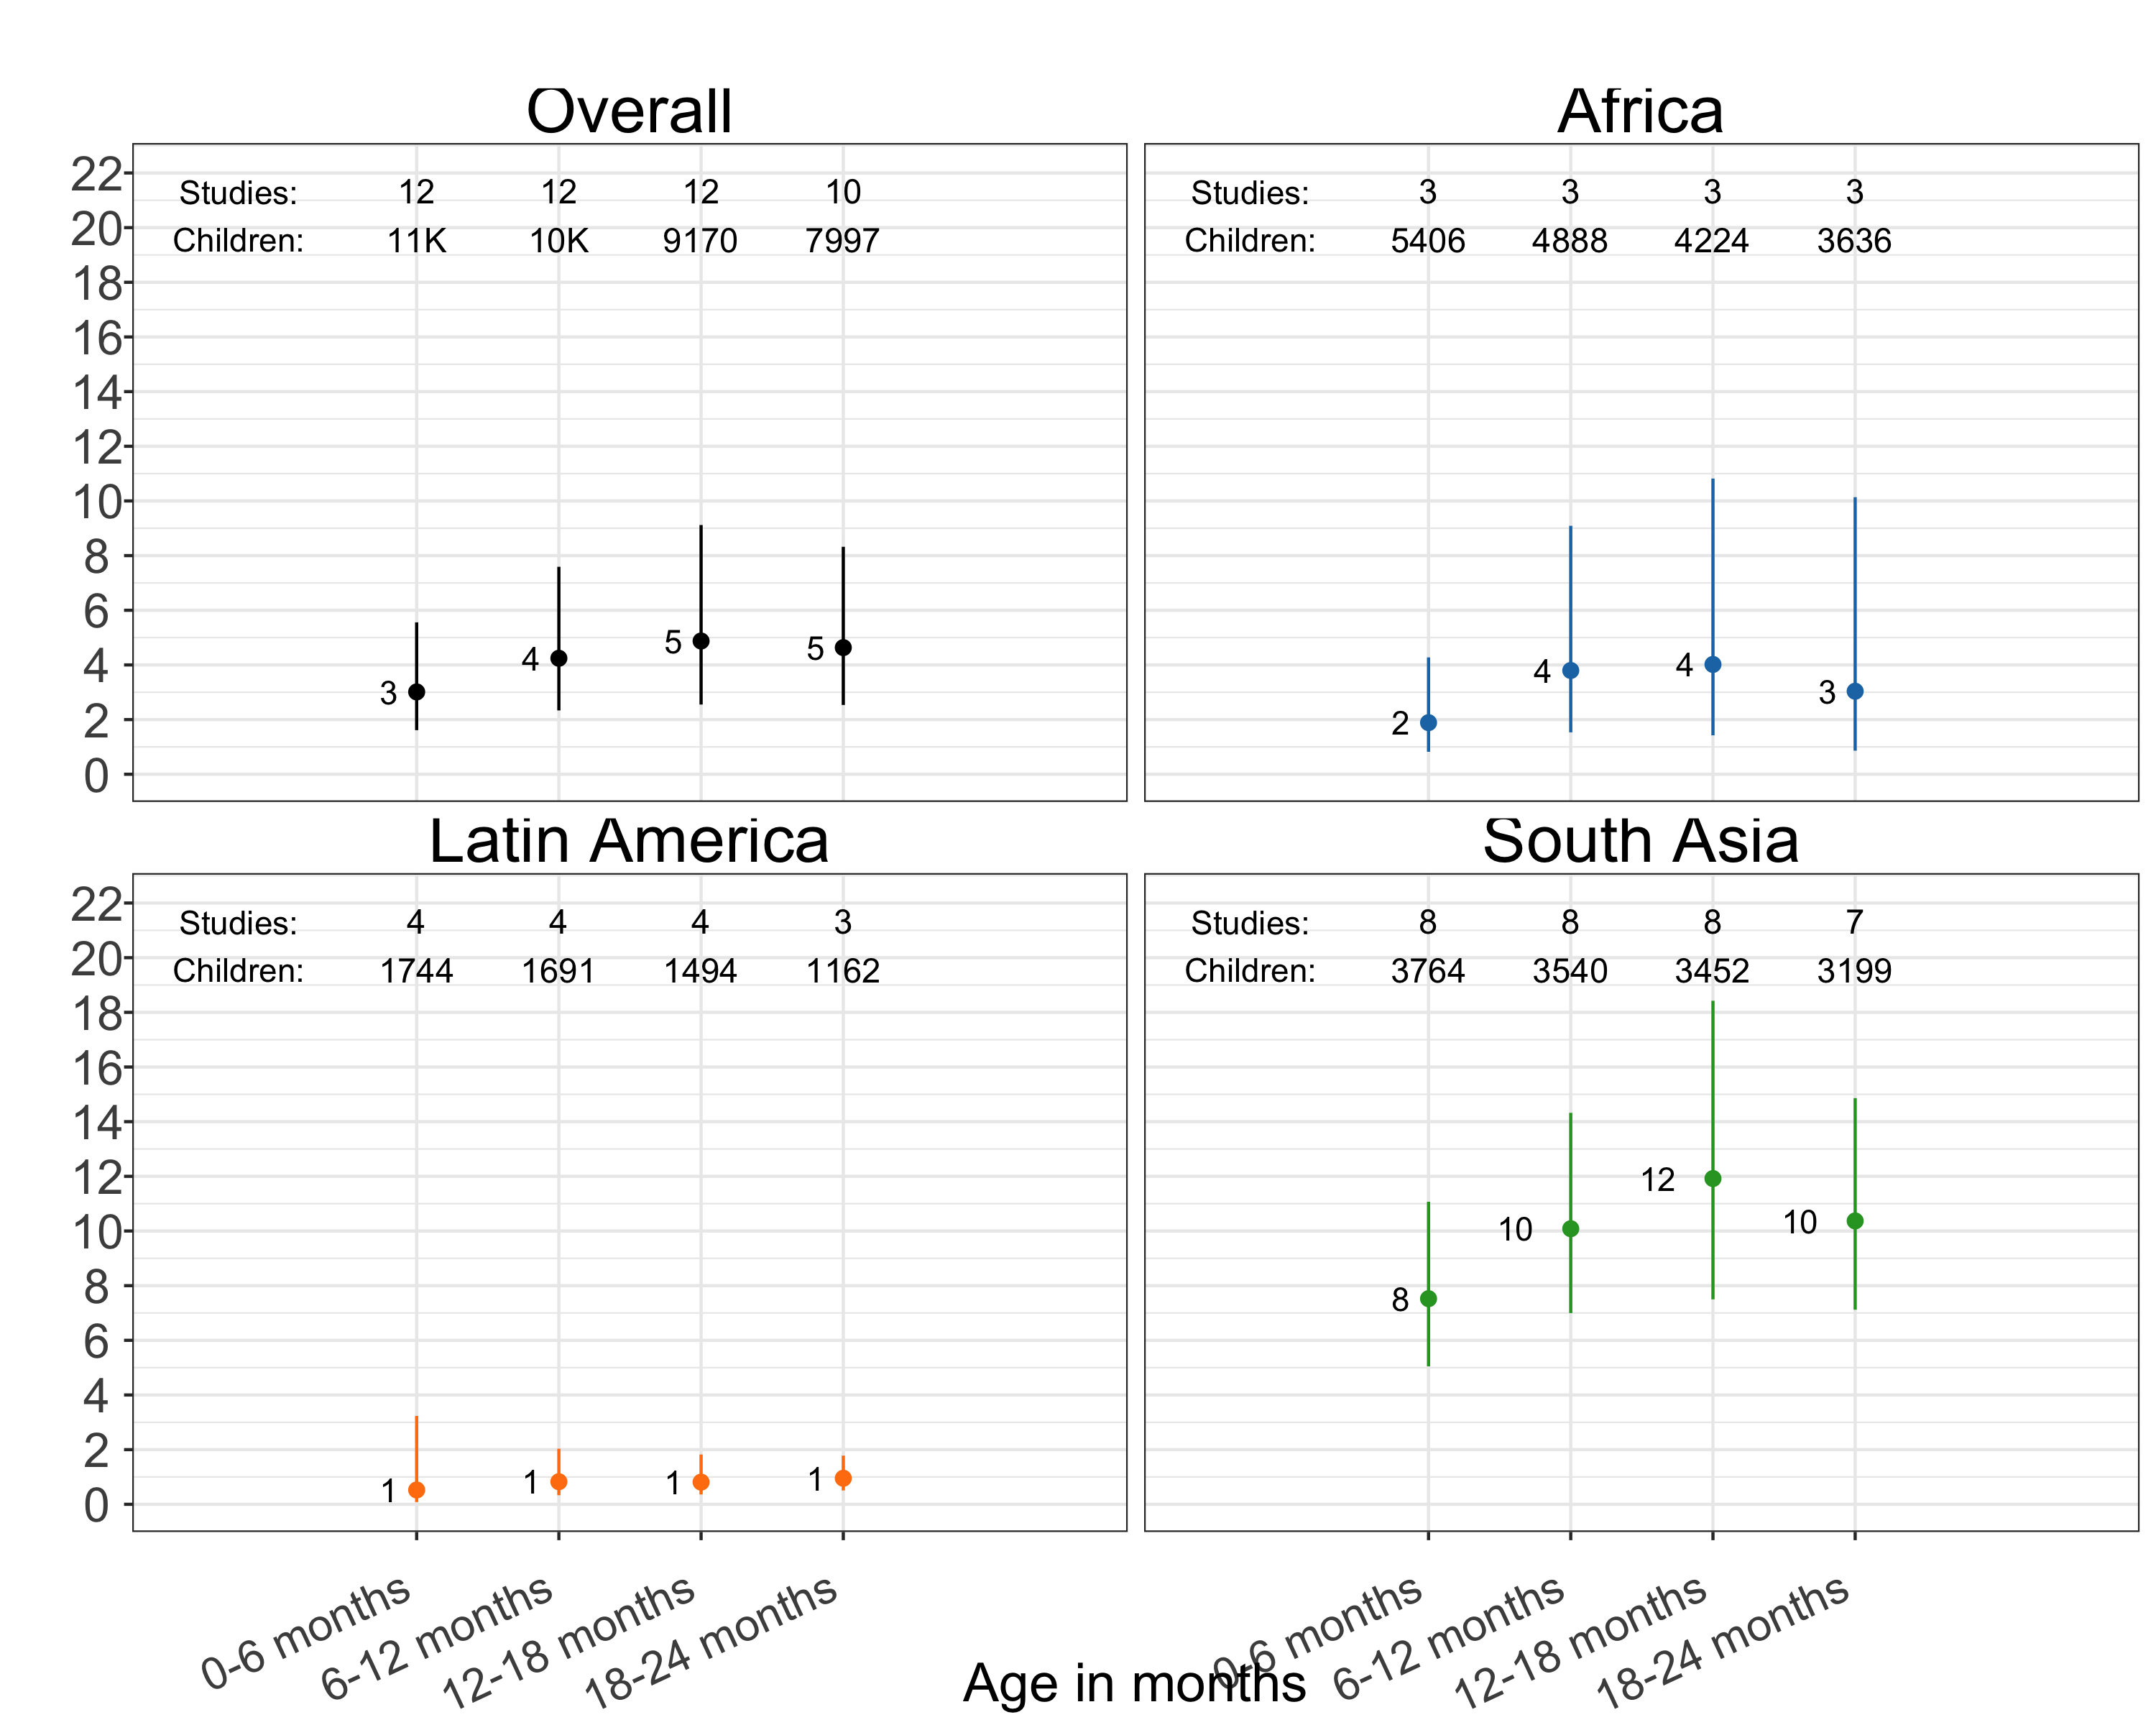 Overall
Africa
22
20
18
16
14
12
10
8
6
4
2
0
Studies: 12 12 12 10
Children: 11K 10K 9170 7997
3 4 5 5
Studies: 3 3 3 3
Children: 5406 4888 4224 3636
2 4 4 3
Latin America
South Asia
22
20
18
16
14
12
10
8
6
4
2
0
Studies: 4 4 4 3
Children: 1744 1691 1494 1162
1 1 1 1
Studies: 8 8 8 7
Children: 3764 3540 3452 3199
8 10 12 10
0-6 months
6-12 months
12-18 months
18-24 months
0-6 months
6-12 months
12-18 months
18-24 months
Age in months